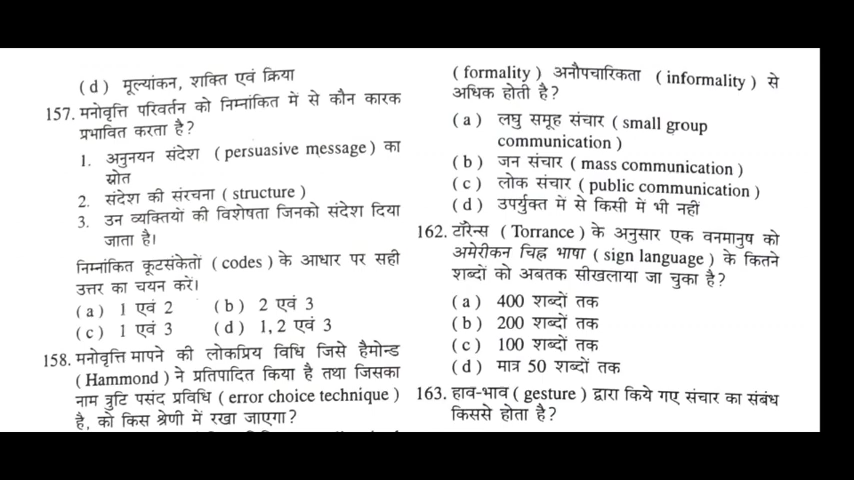 (d) मूल्यांकन, शक्ति एवं क्रिया
157. मनोवृत्ति परिवर्तन को निम्नांकित में से कौन कारक
प्रभावित करता है?
1. अनुनयन संदेश (persuasive message) का
स्रोत
2. संदेश की संरचना (structure)
3. उन व्यक्तियों की विशेषता जिनको संदेश दिया
जाता है।
निम्नांकित कूटसंकेतों (codes) के आधार पर सही
उत्तर का चयन करें।
(a) 1 एवं 2 (b) 2 एवं 3
(c) 1 एवं 3 (d) 1, 2 एवं 3
158. मनोवृत्ति मापने की लोकप्रिय विधि जिसे हैमोन्ड
(Hammond) ने प्रतिपादित किया है तथा जिसका
नाम त्रुटि पसंद प्रविधि (error choice technique)
है, को किस श्रेणी में रखा जाएगा?
(formality) अनौपचारिकता (informality) से
अधिक होती है?
(a) लघु समूह संचार (small group
communication)
(b) जन संचार (mass communication)
(c) लोक संचार (public communication)
(d) उपर्युक्त में से किसी में भी नहीं
162. टॉरेन्स (Torrance) के अनुसार एक वनमानुष को
अमेरीकन चिह्न भाषा (sign language) के कितने
शब्दों को अबतक सीखलाया जा चुका है?
(a) 400 शब्दों तक
(b) 200 शब्दों तक
(c) 100 शब्दों तक
(d) मात्र 50 शब्दों तक
163. हाव-भाव (gesture) द्वारा किये गए संचार का संबंध
किससे होता है?